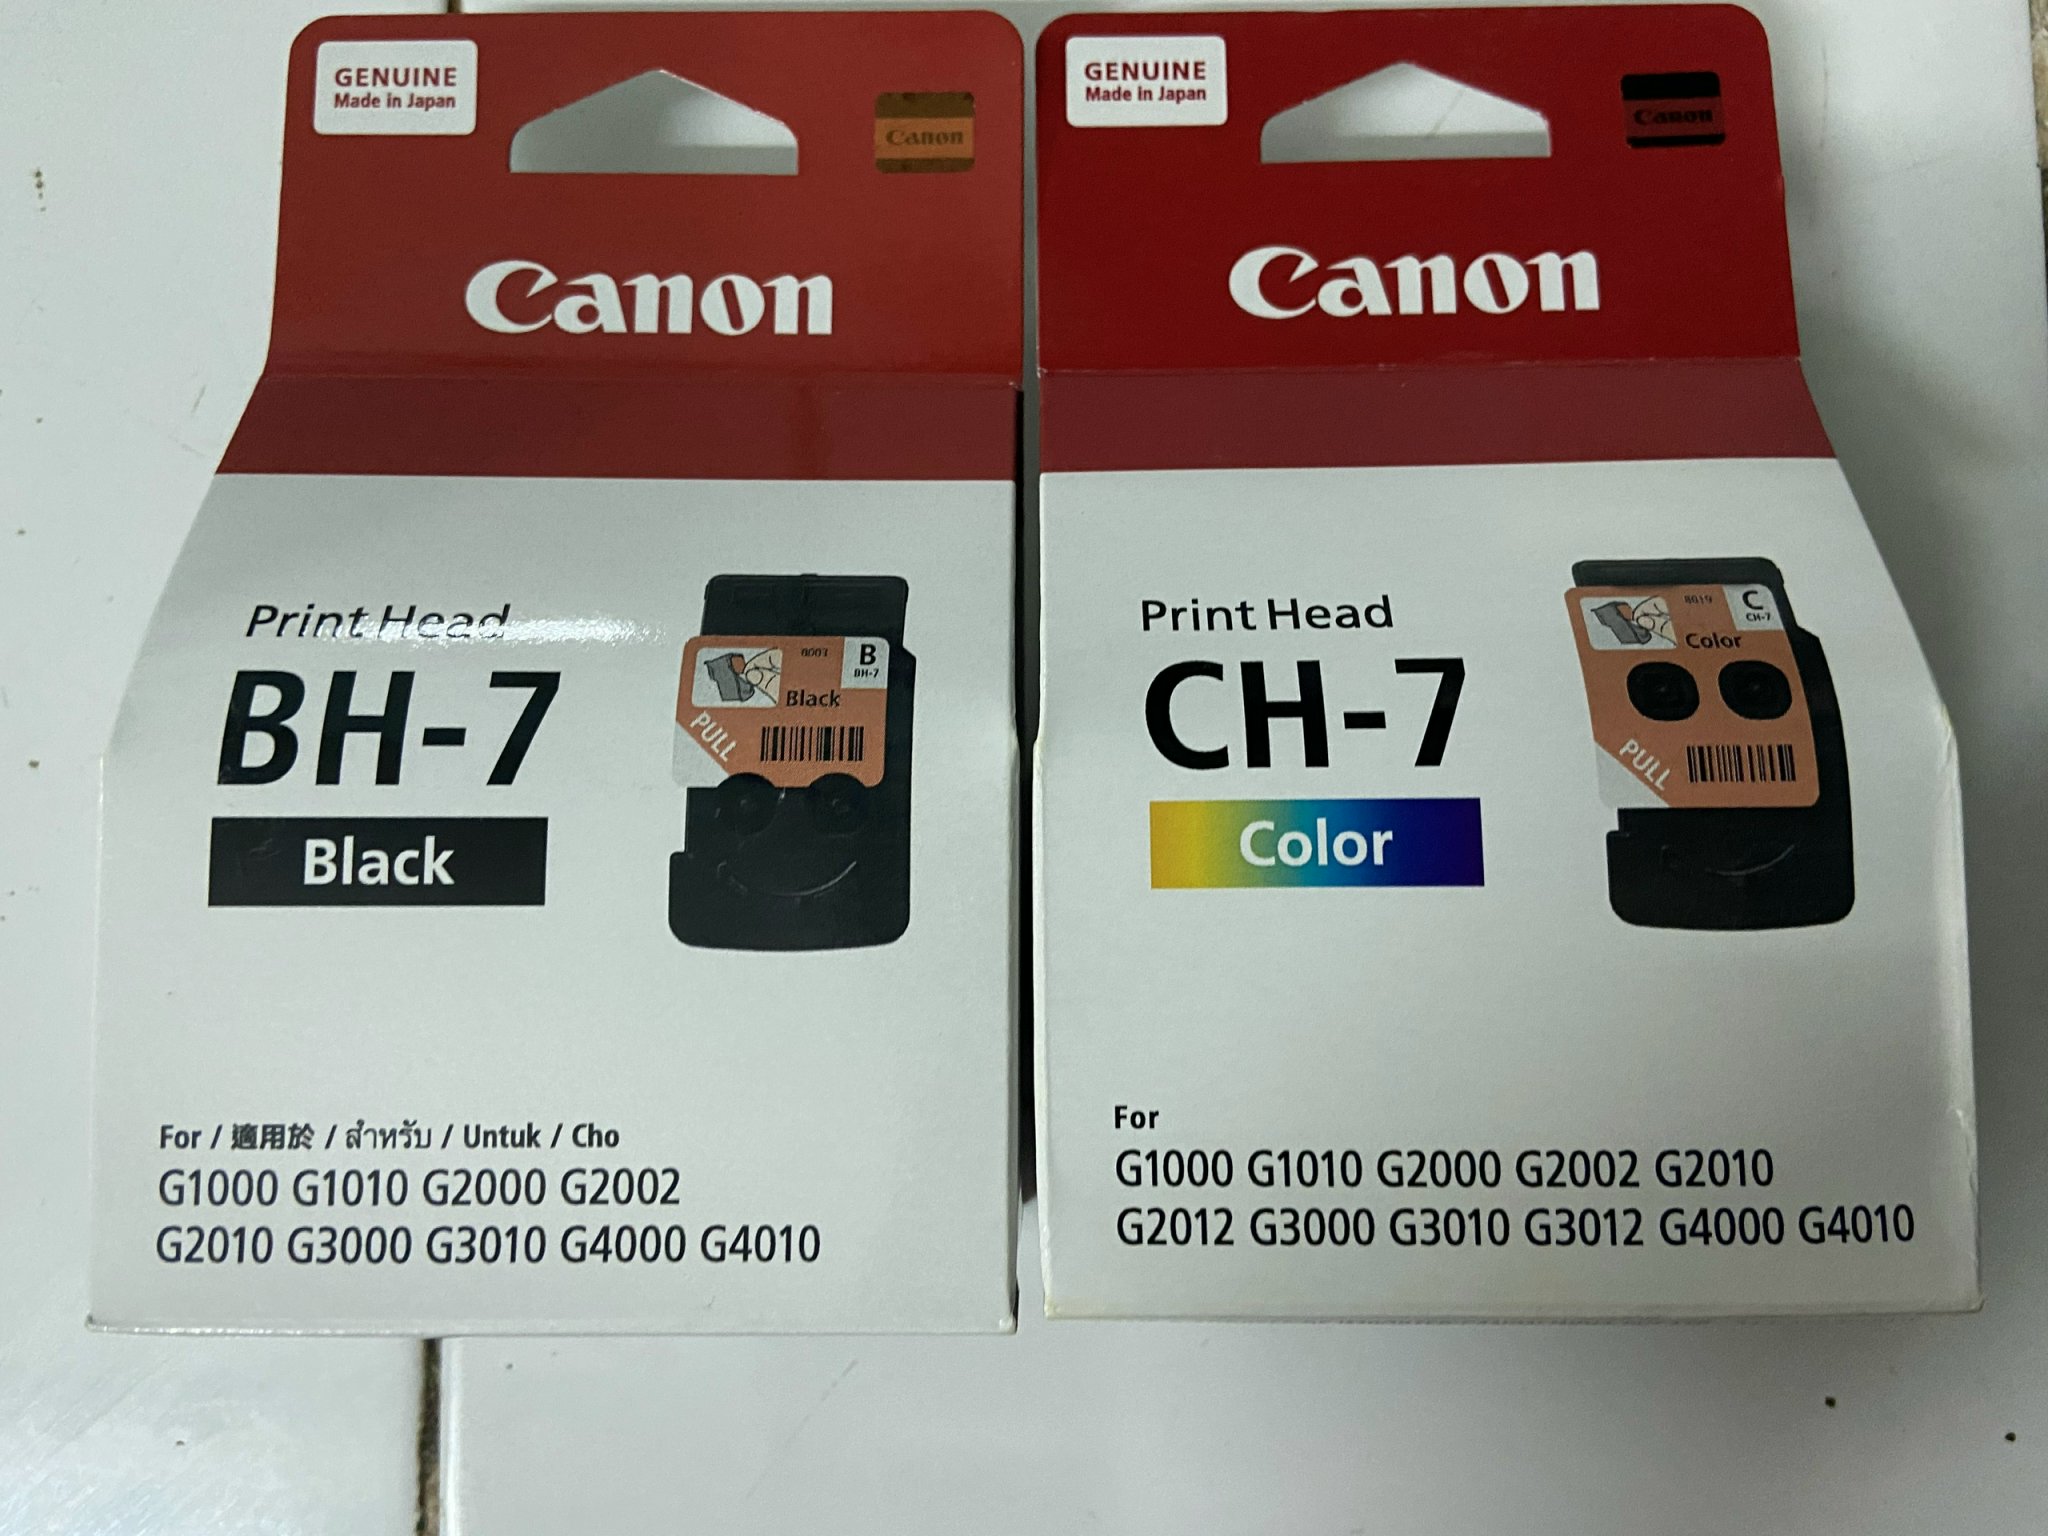 GENUINE
Made in Japan
Canon
Canon
Print Head
BH-7
Black
8003
B
BH-7
Black
PULL
For / 適用於 / สำหรับ / Untuk / Cho
G1000 G1010 G2000 G2002
G2010 G3000 G3010 G4000 G4010
GENUINE
Made in Japan
Canon
Canon
Print Head
CH-7
Color
8019
C
CH-7
Color
PULL
For
G1000 G1010 G2000 G2002 G2010
G2012 G3000 G3010 G3012 G4000 G4010